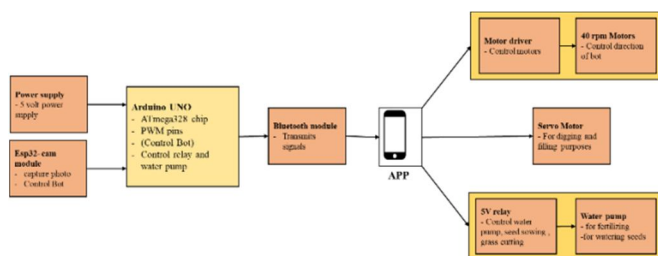 Power supply
- 5 volt power
supply
Esp32- cam
module
- capture photo
- Control Bot
Arduino UNO
- ATmega328 chip
- PWM pins
- (Control Bot)
- Control relay and
water pump
Bluetooth module
- Transmits
signals
APP
Motor driver
- Control motors
40 rpm Motors
- Control direction
of bot
Servo Motor
- For digging and
filling purposes
5V relay
- Control water
pump, seed sowing ,
grass cutting
Water pump
- for fertilizing
-for watering seeds